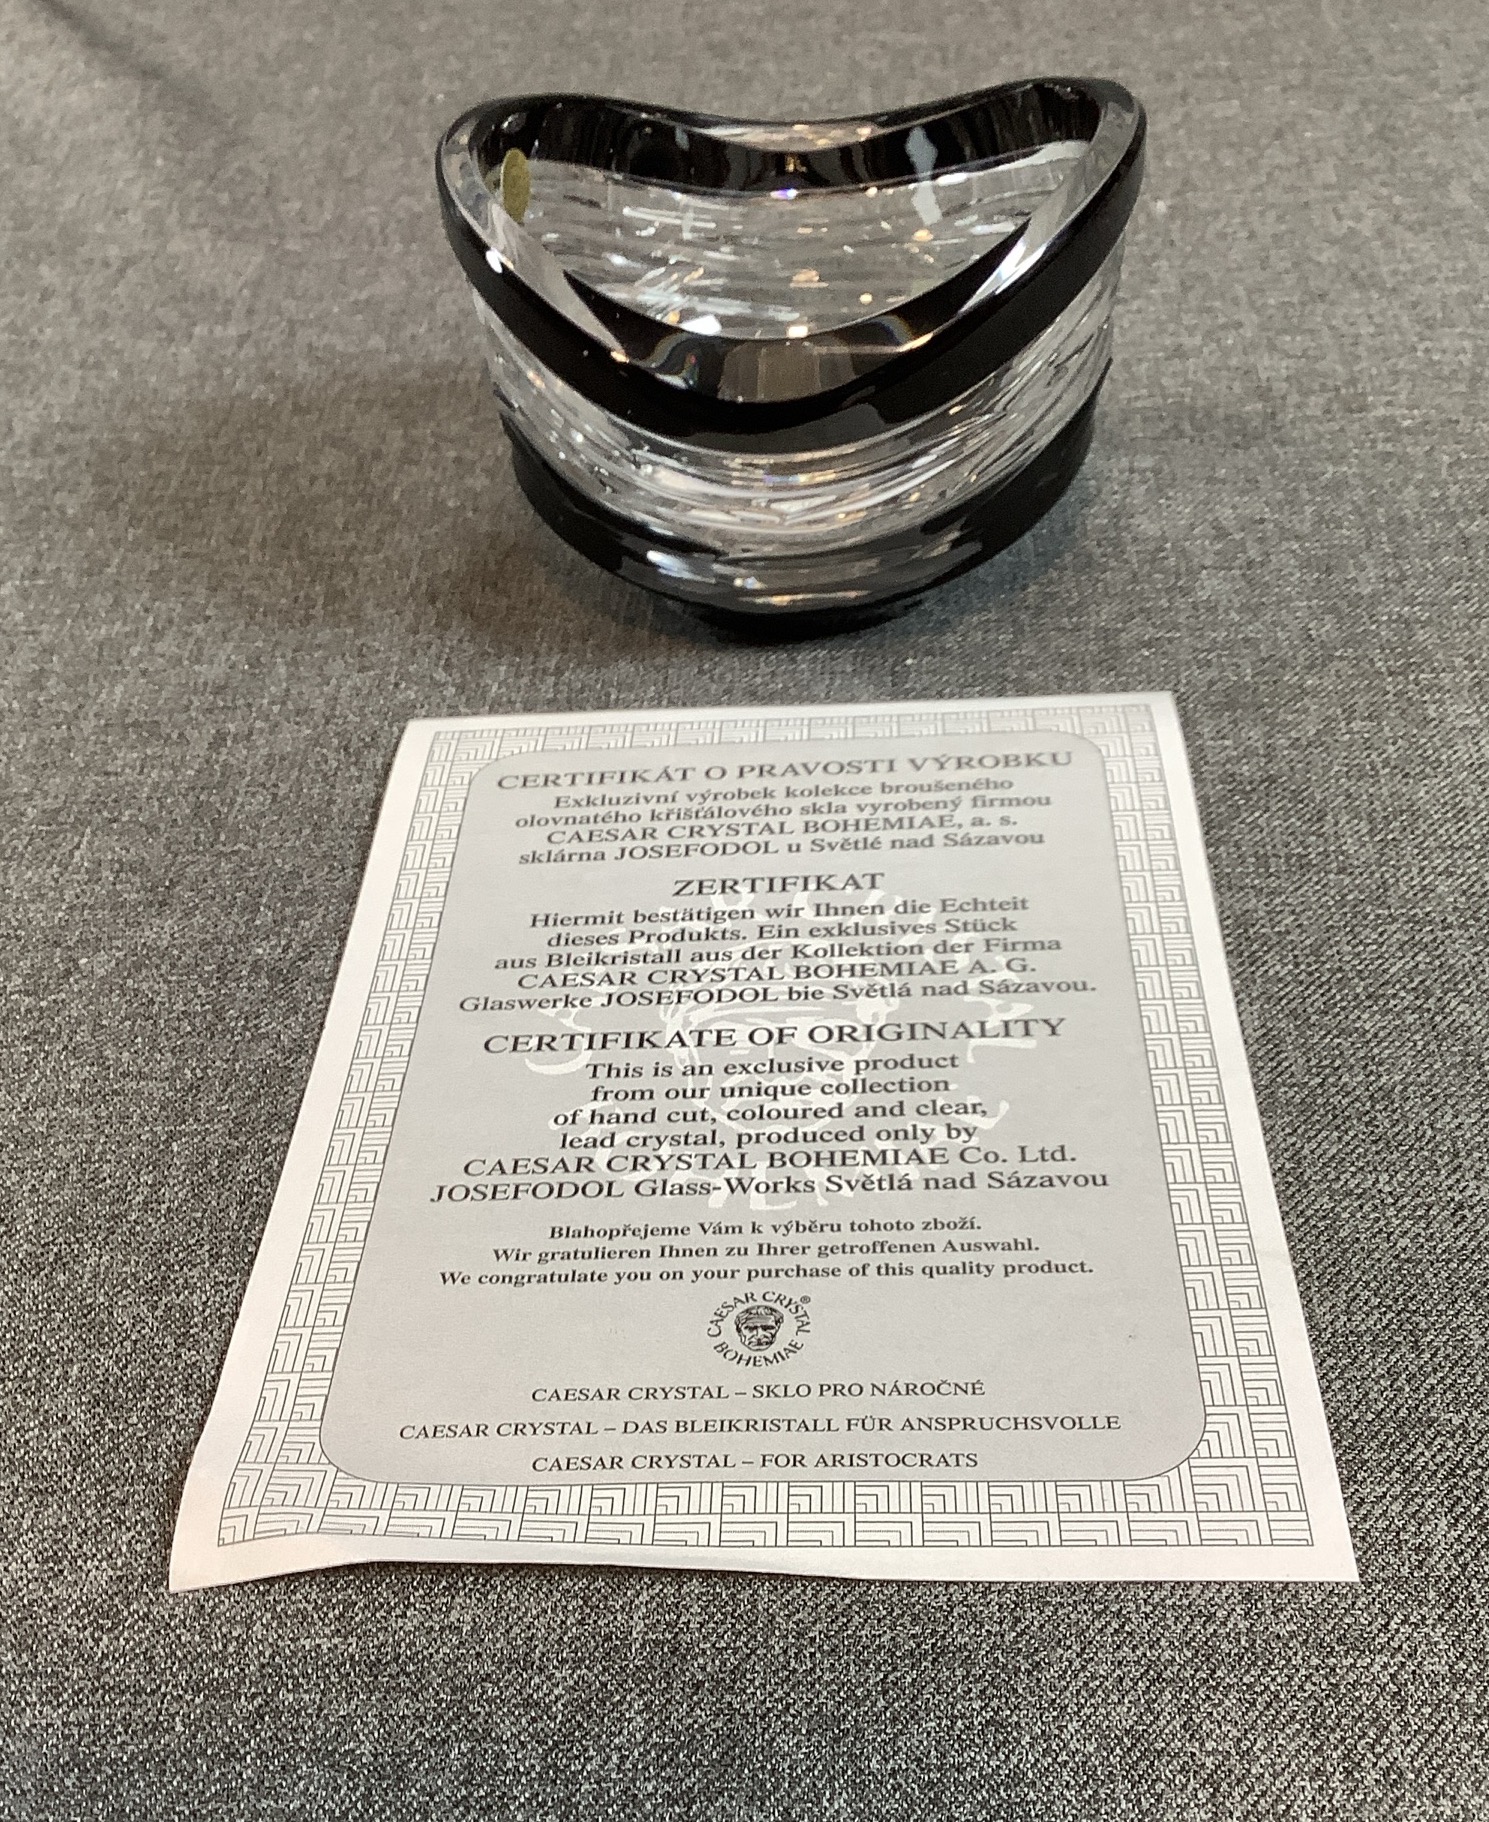 CERTIFIKÁT O PRAVOSTI VÝROBKU
Exkluzivní výrobek kolekce broušeného
olovnatého křišťálového skla vyrobený firmou
CAESAR CRYSTAL BOHEMIAE, a. s.
sklárna JOSEFODOL u Světlé nad Sázavou
ZERTIFIKAT
Hiermit bestätigen wir Ihnen die Echteit
dieses Produkts. Ein exklusives Stück
aus Bleikristall aus der Kollektion der Firma
CAESAR CRYSTAL BOHEMIAE A. G.
Glaswerke JOSEFODOL bie Světlá nad Sázavou.
CERTIFIKATE OF ORIGINALITY
This is an exclusive product
from our unique collection
of hand cut, coloured and clear,
lead crystal, produced only by
CAESAR CRYSTAL BOHEMIAE Co. Ltd.
JOSEFODOL Glass-Works Světlá nad Sázavou
Blahopřejeme Vám k výběru tohoto zboží.
Wir gratulieren Ihnen zu Ihrer getroffenen Auswahl.
We congratulate you on your purchase of this quality product.
CAESAR CRYSTAL ®
BOHEMIAE
CAESAR CRYSTAL – SKLO PRO NÁROČNÉ
CAESAR CRYSTAL – DAS BLEIKRISTALL FÜR ANSPRUCHSVOLLE
CAESAR CRYSTAL – FOR ARISTOCRATS